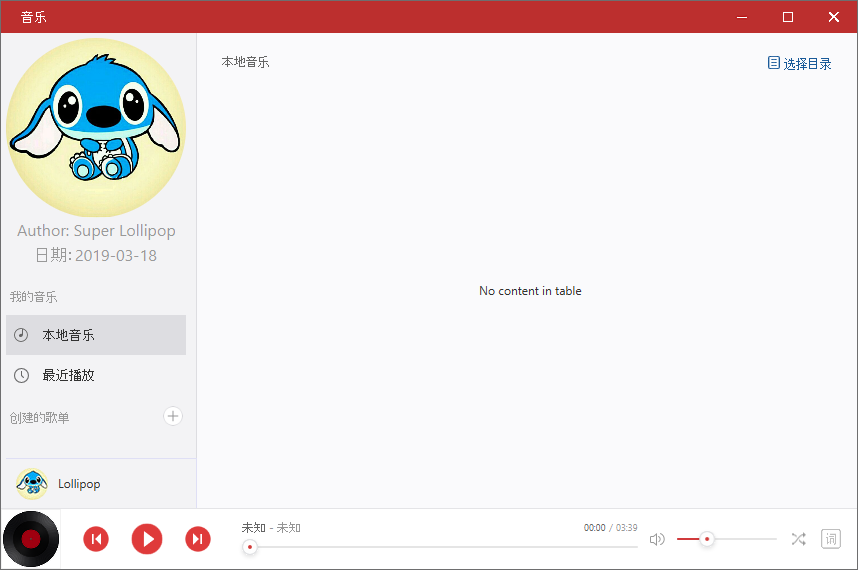 音乐
Author: Super Lollipop
日期: 2019-03-18
我的音乐
本地音乐
最近播放
创建的歌单
Lollipop
本地音乐
选择目录
No content in table
未知 - 未知
00:00 / 03:39
词